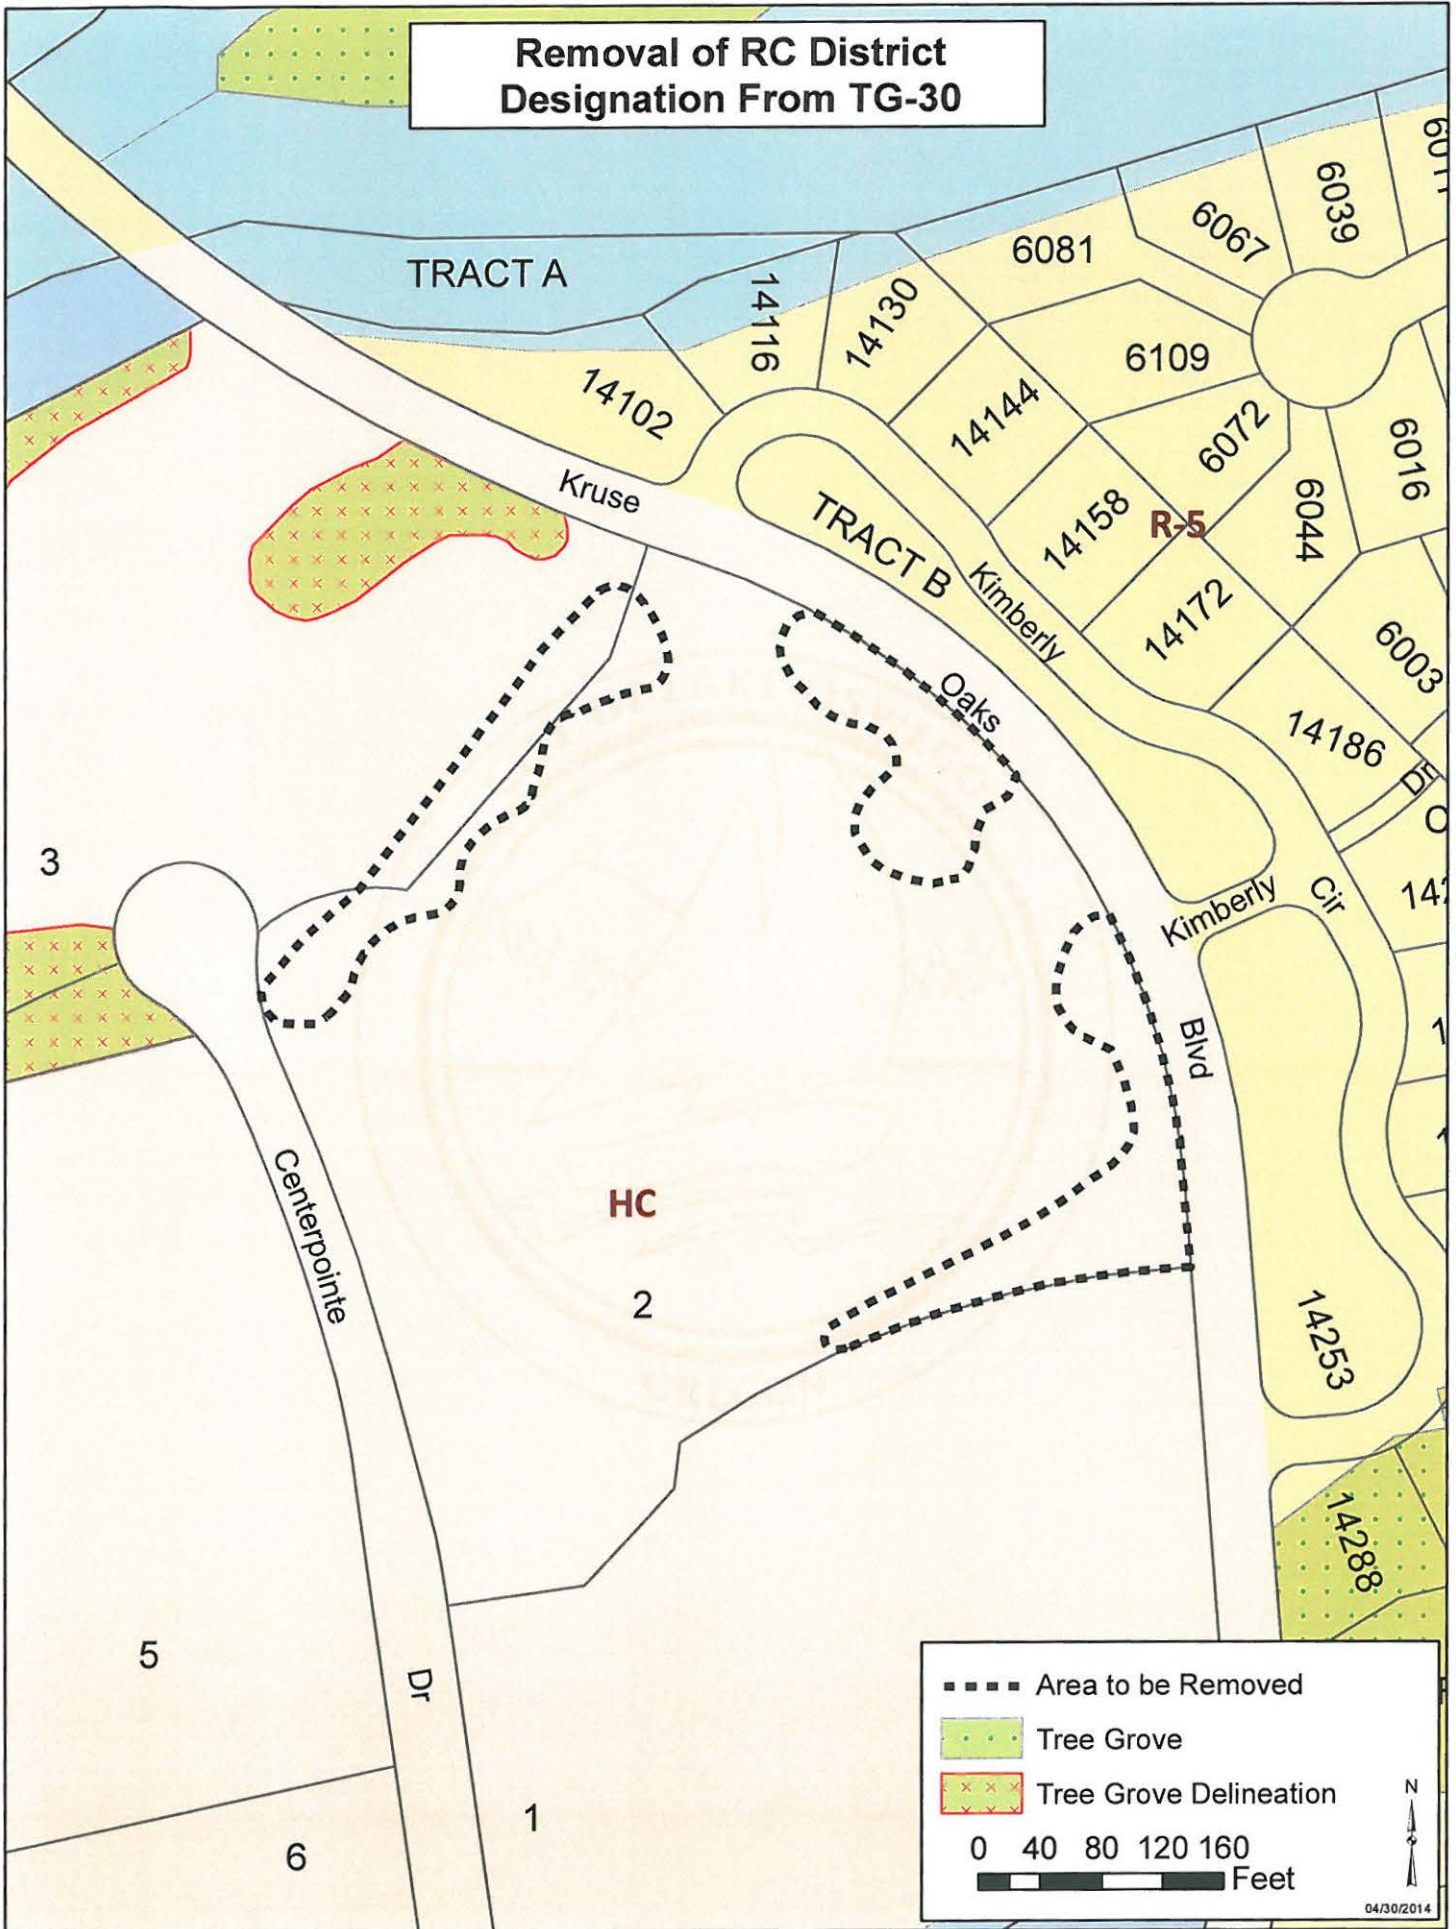 Removal of RC District
Designation From TG-30
TRACT A
14116
14130
6081
6067
6039
14102
14144
6109
6072
6016
Kruse
TRACT B
14158
R-5
6044
Kimberly
14172
6003
Oaks
14186
Dr
3
Kimberly
Cir
Blvd
Centerpointe
HC
2
14253
14288
5
Dr
1
6
Area to be Removed
Tree Grove
Tree Grove Delineation
N
0 40 80 120 160
Feet
04/30/2014